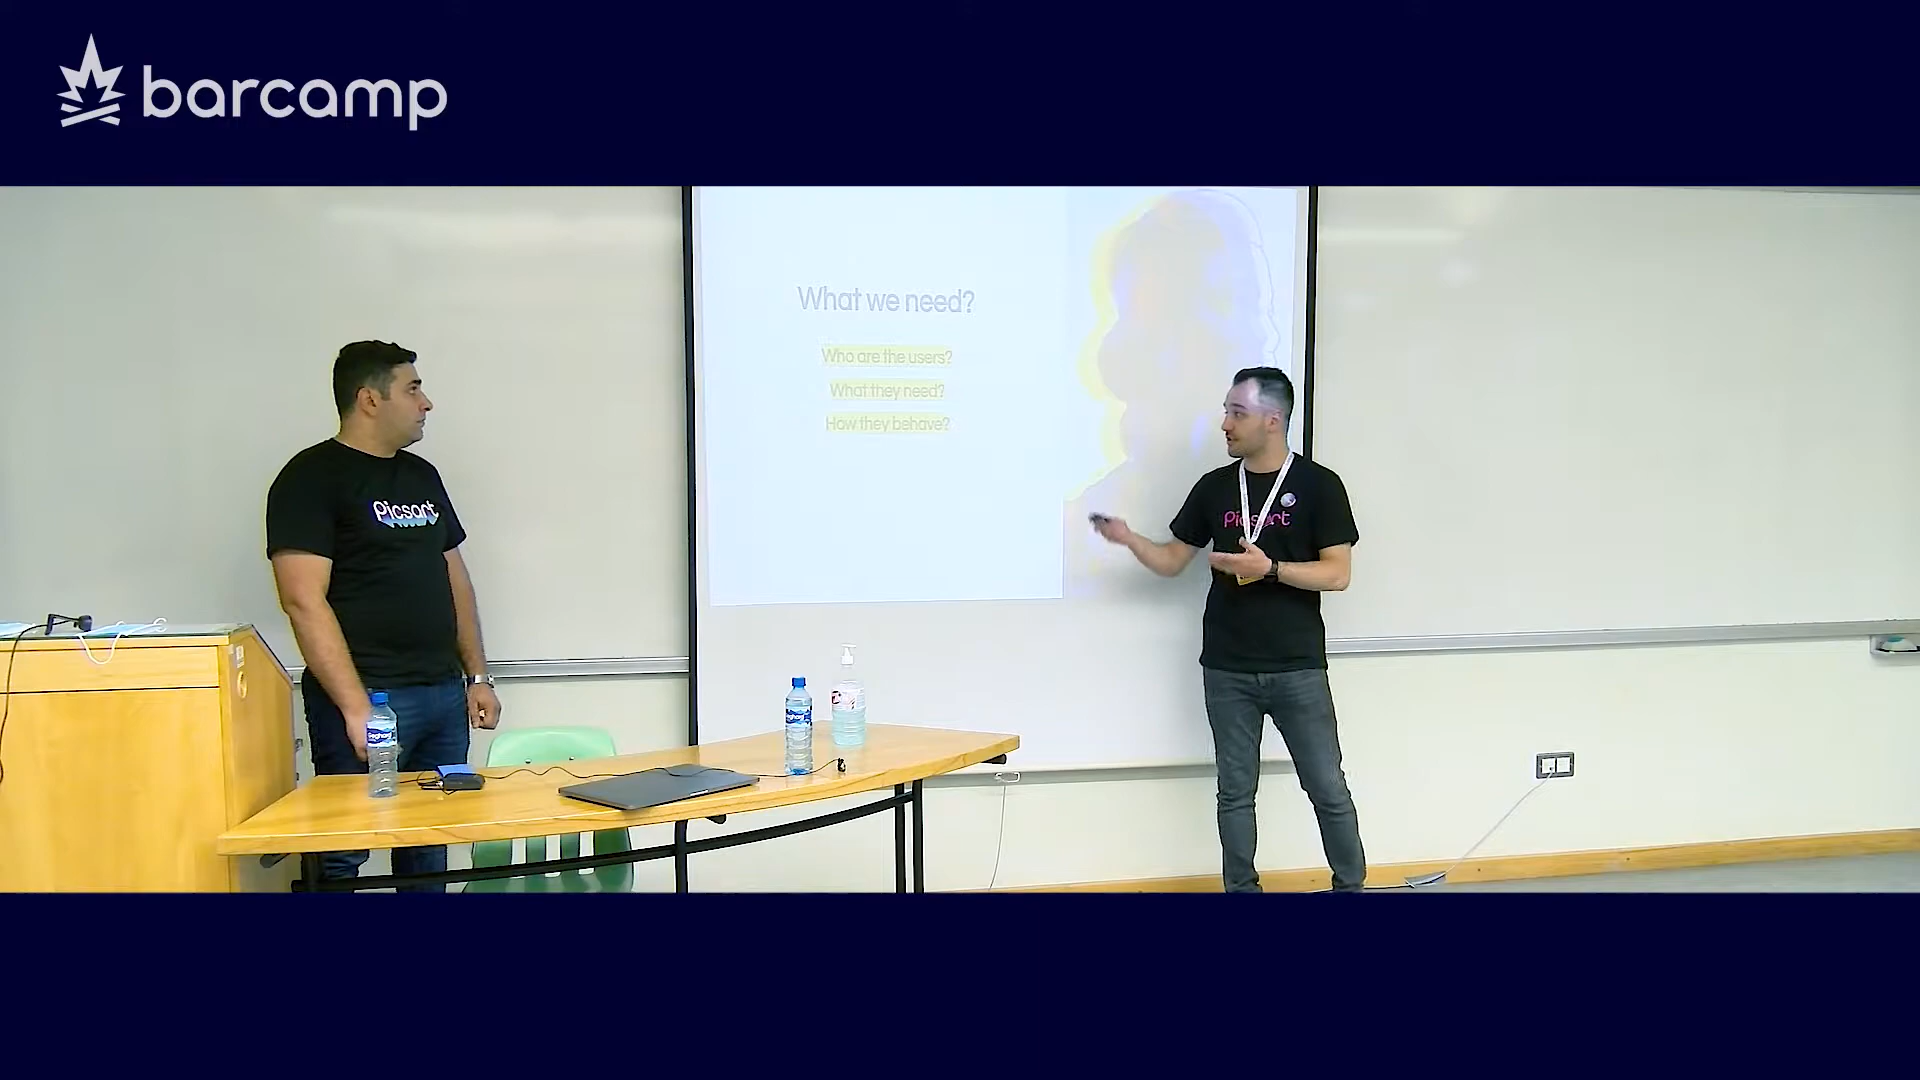 barcamp
What we need?
Who are the users?
What they need?
How they behave?
Picsart
Picsart